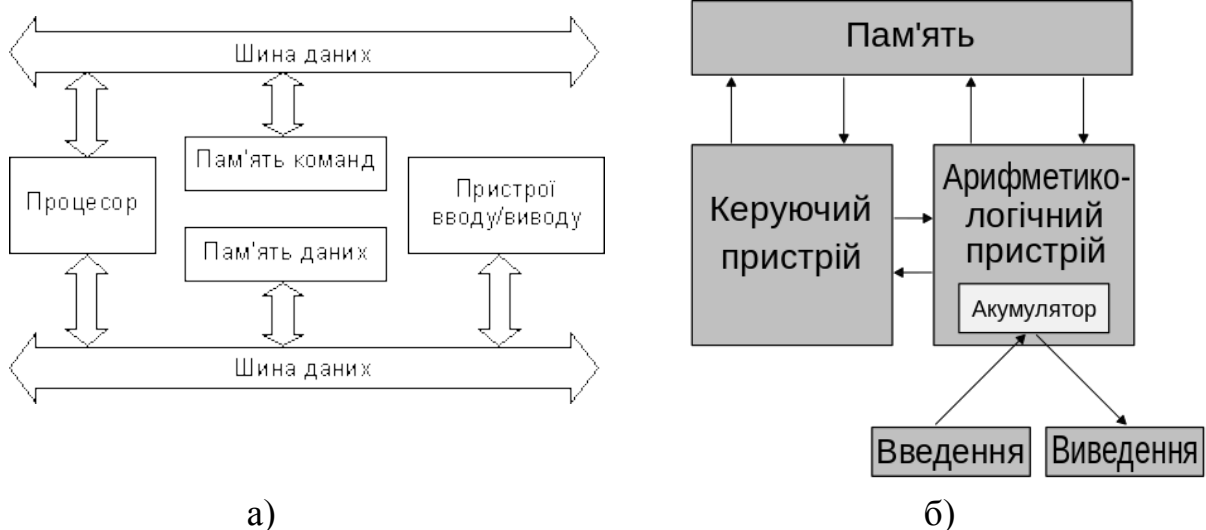 Шина даних
Пам'ять команд
Процесор
Пристрої
вводу/виводу
Пам'ять даних
Шина даних
а)
Пам'ять
Керуючий
пристрій
Арифметико-
логічний
пристрій
Акумулятор
Введення
Виведення
б)